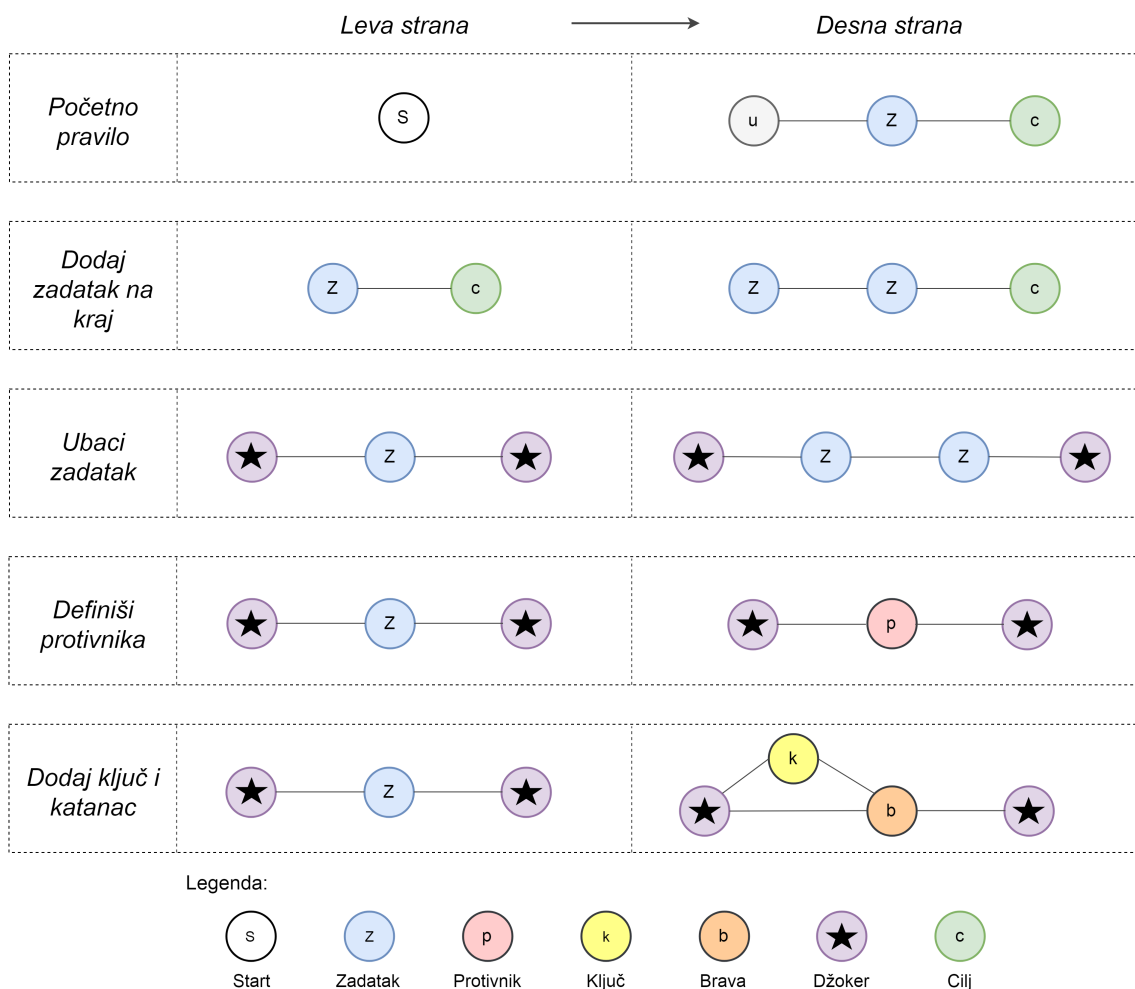 Leva strana
Desna strana
Početno
pravilo
S
u
Z
c
Dodaj
zadatak na
kraj
Z
c
Z
Z
c
Ubaci
zadatak
Z
Z
Z
Definiši
protivnika
Z
p
Dodaj ključ i
katanac
Z
k
b
Legenda:
S
Z
p
k
b
c
Start
Zadatak
Protivnik
Ključ
Brava
Džoker
Cilj